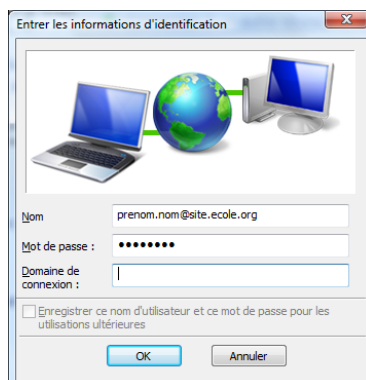 Entrer les informations d'identification
Nom
prenom.nom@site.ecole.org
Mot de passe :
••••••••
Domaine de
connexion :
Enregistrer ce nom d'utilisateur et ce mot de passe pour les
utilisations ultérieures
OK
Annuler